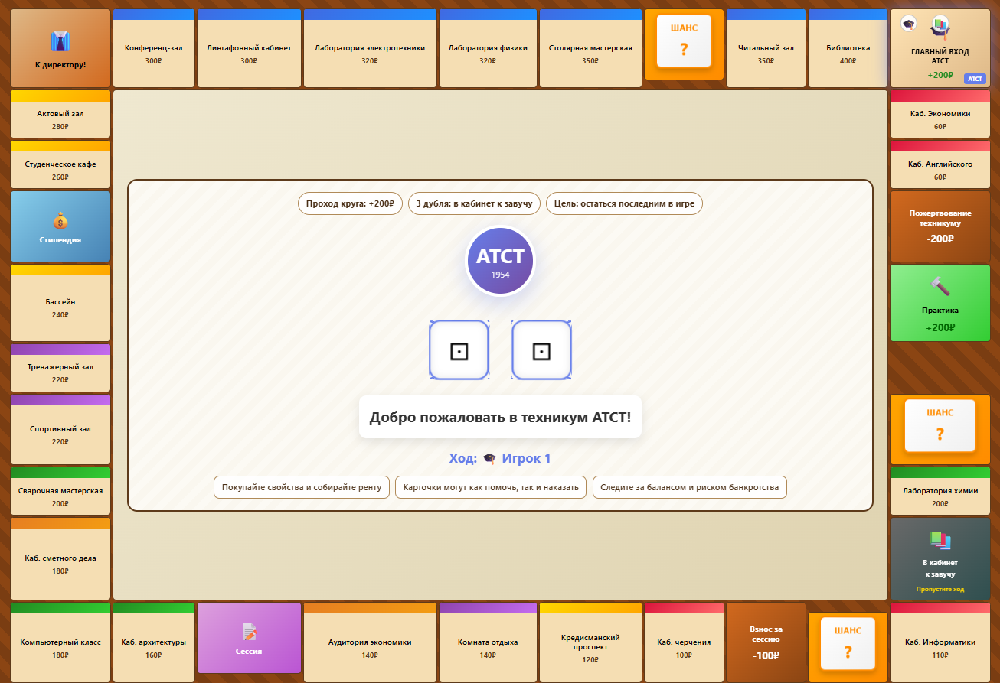 К директору!
Конференц-зал
300₽
Лингафонный кабинет
300₽
Лаборатория электротехники
320₽
Лаборатория физики
320₽
Столярная мастерская
350₽
ШАНС
?
Читальный зал
350₽
Библиотека
400₽
ГЛАВНЫЙ ВХОД
АТСТ
+200₽
АТСТ
Актовый зал
280₽
Студенческое кафе
260₽
Стипендия
Бассейн
240₽
Тренажерный зал
220₽
Спортивный зал
220₽
Сварочная мастерская
200₽
Каб. сметного дела
180₽
Проход круга: +200₽
3 дубля: в кабинет к завучу
Цель: остаться последним в игре
АТСТ
1954
Добро пожаловать в техникум АТСТ!
Ход: Игрок 1
Покупайте свойства и собирайте ренту
Карточки могут как помочь, так и наказать
Следите за балансом и риском банкротства
Каб. Экономики
60₽
Каб. Английского
60₽
Пожертвование
техникуму
-200₽
Практика
+200₽
ШАНС
?
Лаборатория химии
200₽
В кабинет
к завучу
Пропустите ход
Компьютерный класс
180₽
Каб. архитектуры
160₽
Сессия
Аудитория экономики
140₽
Комната отдыха
140₽
Кредисманский
проспект
120₽
Каб. черчения
100₽
Взнос за
сессию
-100₽
ШАНС
?
Каб. Информатики
110₽